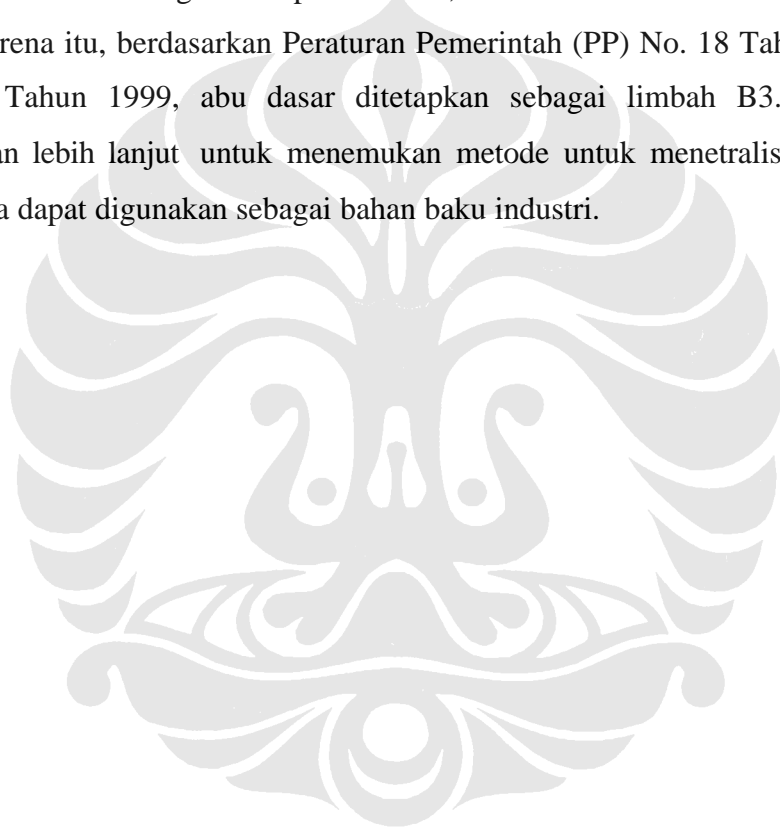 rena itu, berdasarkan Peraturan Pemerintah (PP) No. 18 Tah
Tahun 1999, abu dasar ditetapkan sebagai limbah B3.
an lebih lanjut untuk menemukan metode untuk menetralis
a dapat digunakan sebagai bahan baku industri.